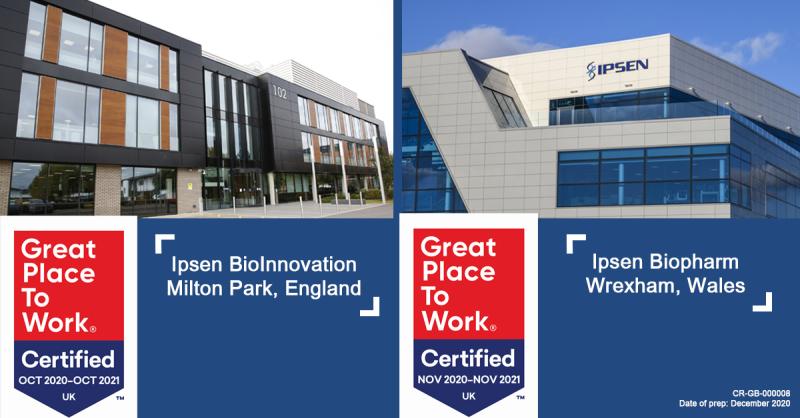 102
IPSEN
Great
Place
To
Work®
Certified
OCT 2020–OCT 2021
UK
™
Ipsen BioInnovation
Milton Park, England
Great
Place
To
Work®
Certified
NOV 2020–NOV 2021
UK
™
Ipsen Biopharm
Wrexham, Wales
CR-GB-000008
Date of prep: December 2020